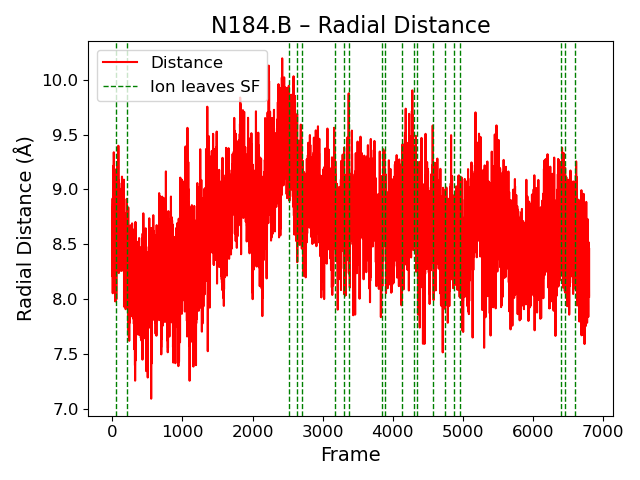 N184.B – Radial Distance
Distance
Ion leaves SF
Radial Distance (Å)
10.0
9.5
9.0
8.5
8.0
7.5
7.0
0 1000 2000 3000 4000 5000 6000 7000
Frame